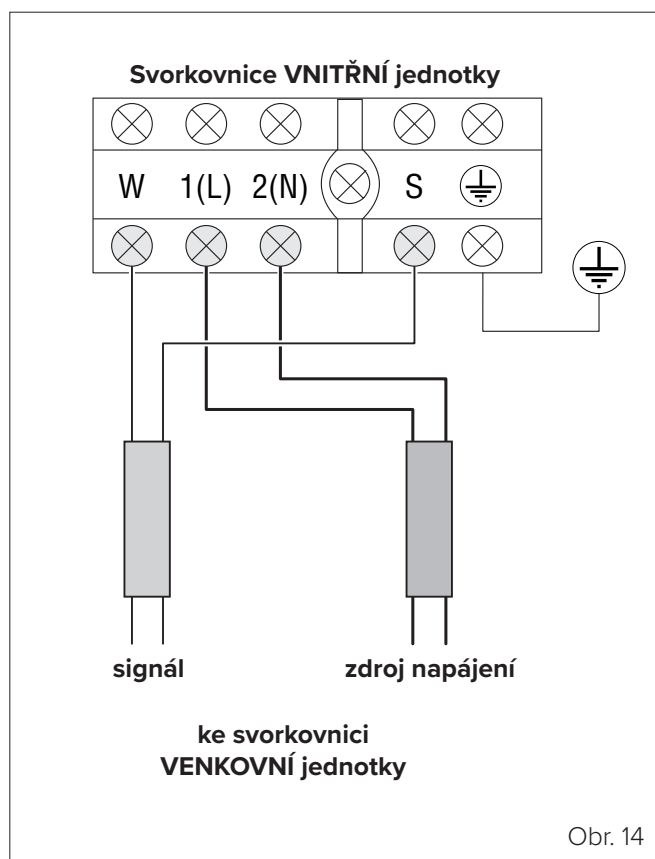 Svorkovnice VNITŘNÍ jednotky
W 1(L) 2(N) S
signál zdroj napájení
ke svorkovnici
VENKOVNÍ jednotky
Obr. 14